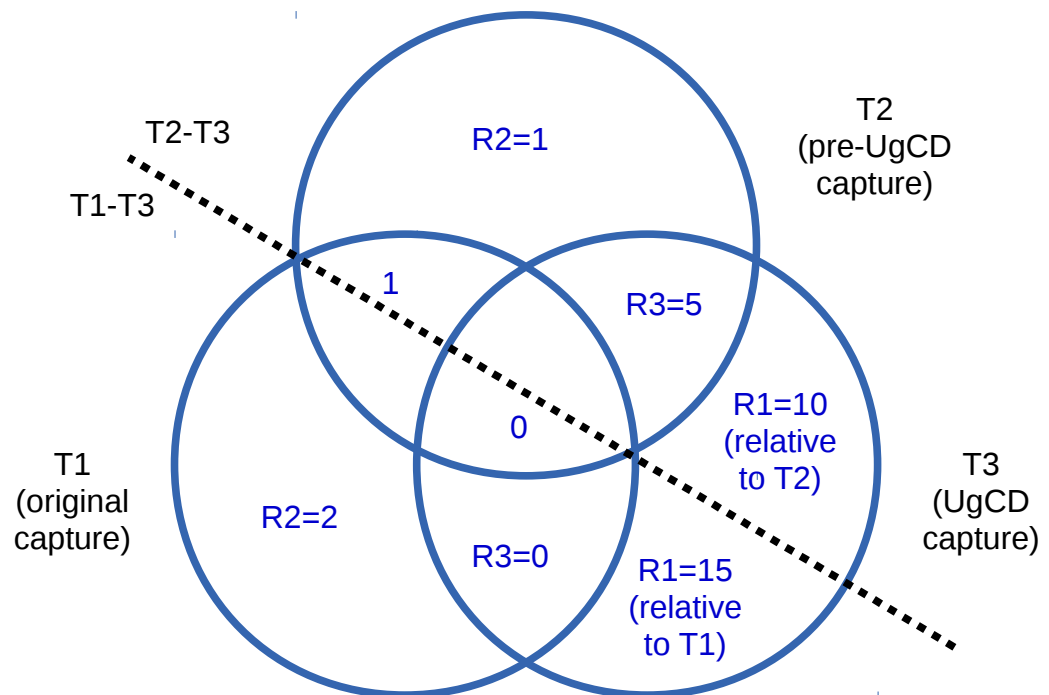 T2-T3
T1-T3
R2=1
T2
(pre-UgCD
capture)
1
R3=5
0
R1=10
(relative
to T2)
T1
(original
capture)
R2=2
R3=0
R1=15
(relative
to T1)
T3
(UgCD
capture)